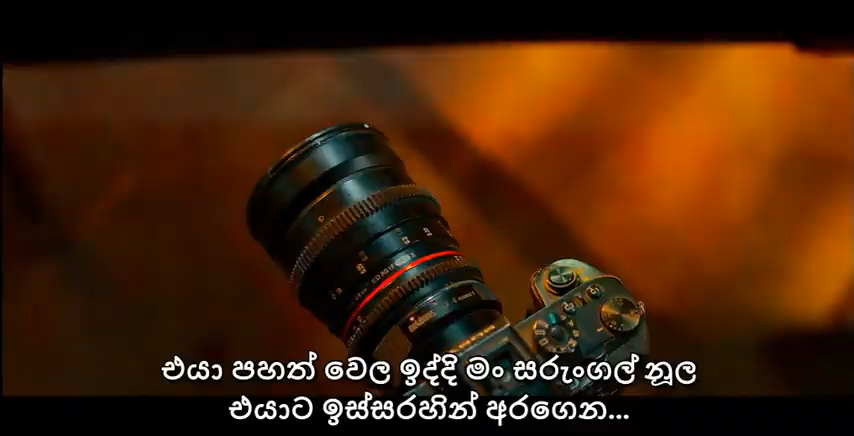 එයා පහත් වෙල ඉද්දි මං සරුංගල් නූල
එයාට ඉස්සරහින් අරගෙන...